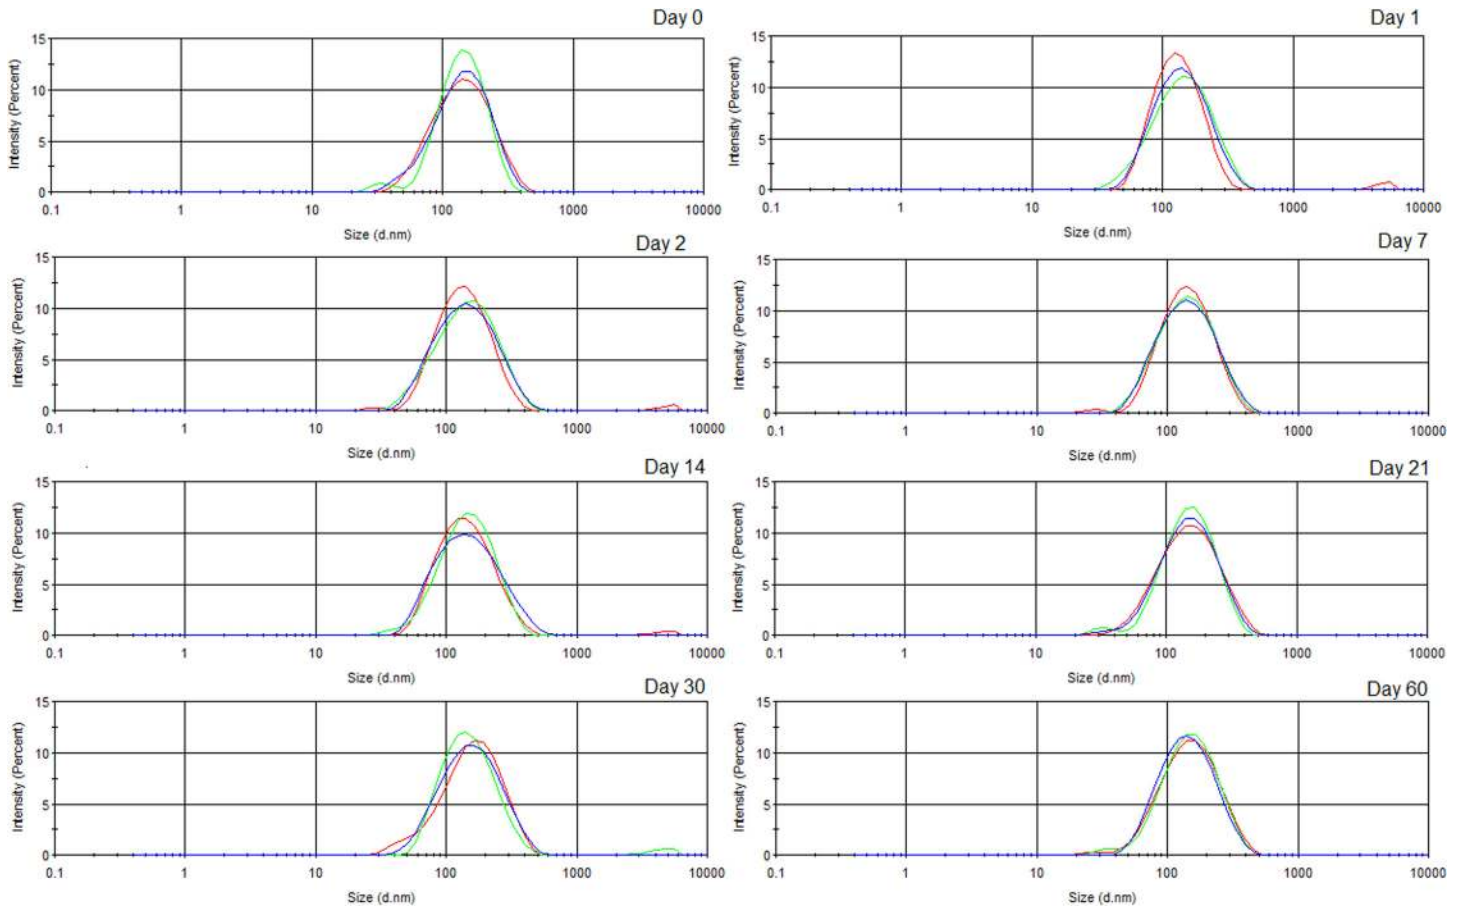 Day 0
15
10
5
0
Intensity (Percent)
0.1 1 10 100 1000 10000
Size (d.nm)
Day 1
15
10
5
0
Intensity (Percent)
0.1 1 10 100 1000 10000
Size (d.nm)
Day 2
15
10
5
0
Intensity (Percent)
0.1 1 10 100 1000 10000
Size (d.nm)
Day 7
15
10
5
0
Intensity (Percent)
0.1 1 10 100 1000 10000
Size (d.nm)
Day 14
15
10
5
0
Intensity (Percent)
0.1 1 10 100 1000 10000
Size (d.nm)
Day 21
15
10
5
0
Intensity (Percent)
0.1 1 10 100 1000 10000
Size (d.nm)
Day 30
15
10
5
0
Intensity (Percent)
0.1 1 10 100 1000 10000
Size (d.nm)
Day 60
15
10
5
0
Intensity (Percent)
0.1 1 10 100 1000 10000
Size (d.nm)